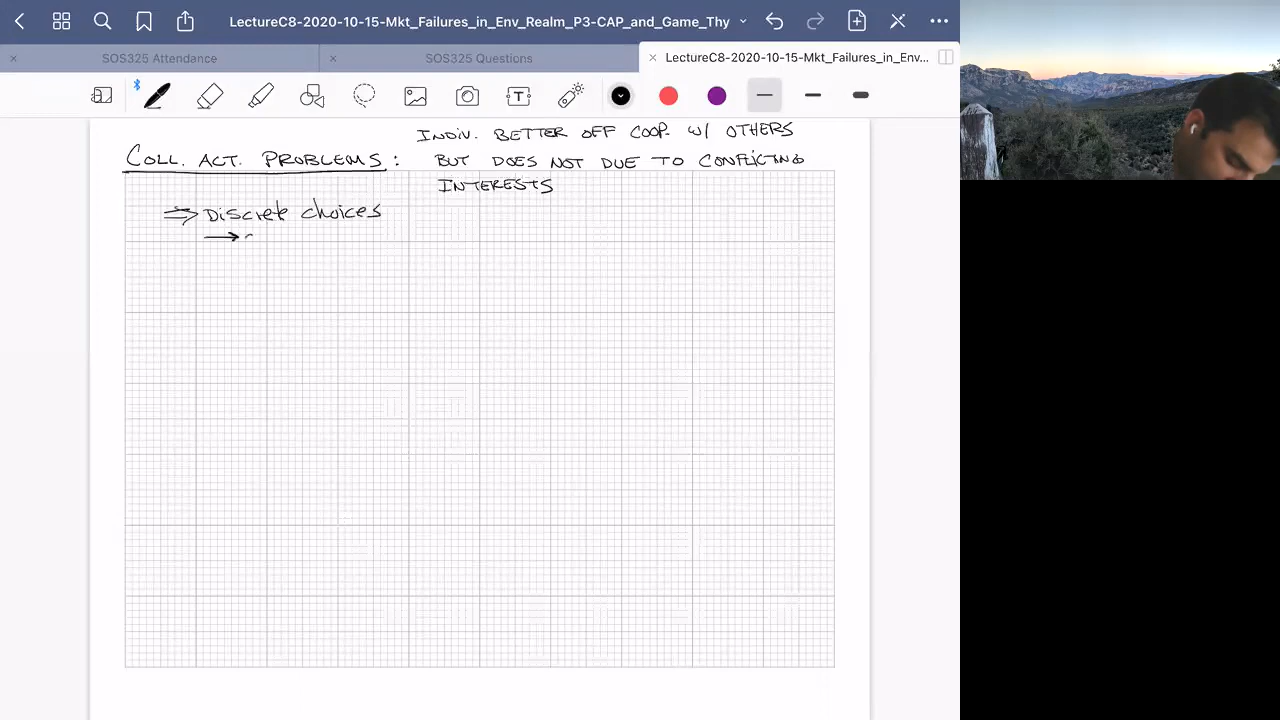 LectureC8-2020-10-15-Mkt_Failures_in_Env_Realm_P3-CAP_and_Game_Thy
SOS325 Attendance
SOS325 Questions
LectureC8-2020-10-15-Mkt_Failures_in_Env...
INDIV. BETTER OFF COOP. W/ OTHERS
COLL. ACT. PROBLEMS: BUT DOES NOT DUE TO CONFLICTING
INTERESTS
⇒ Discrete choices
→